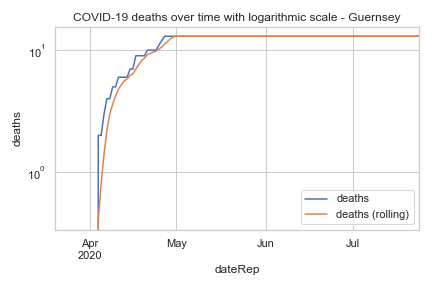 COVID-19 deaths over time with logarithmic scale - Guernsey
10¹
10⁰
deaths
deaths
deaths (rolling)
Apr
2020
May
Jun
Jul
dateRep